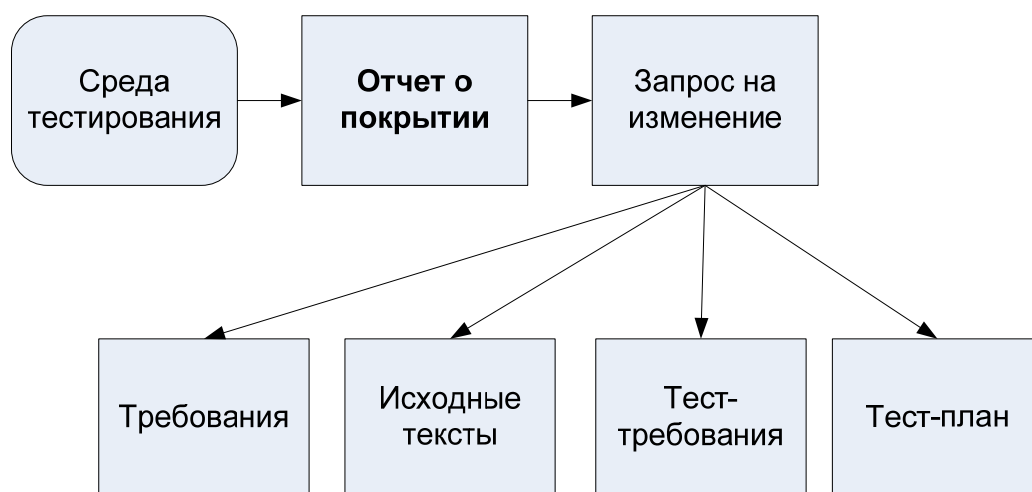 Среда
тестирования
Отчет о
покрытии
Запрос на
изменение
Требования
Исходные
тексты
Тест-
требования
Тест-план